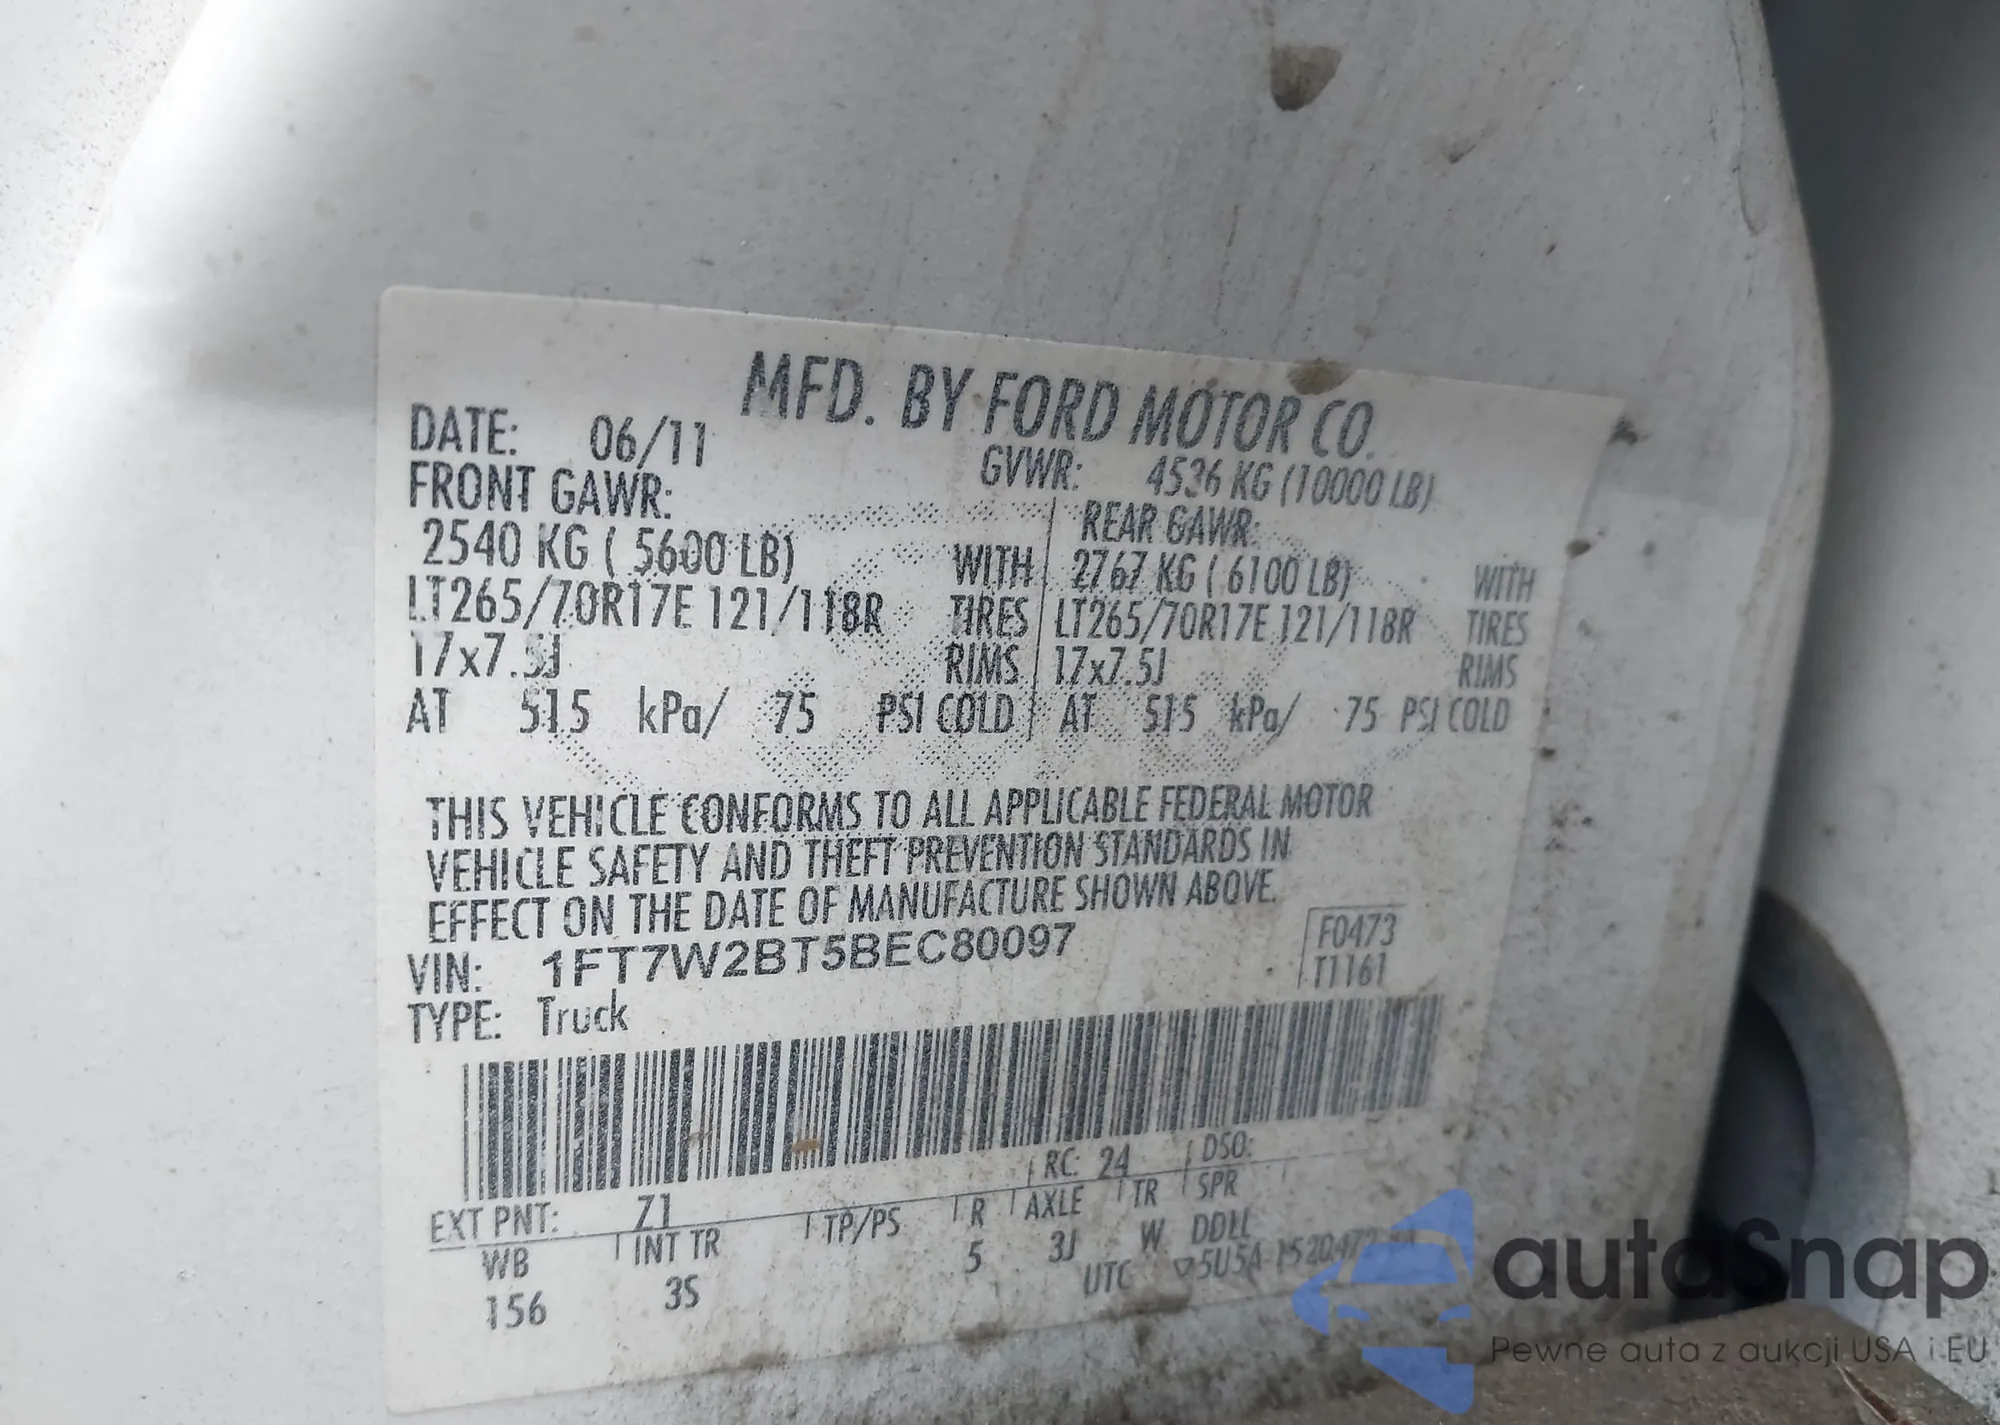 MFD. BY FORD MOTOR CO.
DATE: 06/11 GVWR: 4536 KG (10000 LB)
FRONT GAWR: REAR GAWR:
2540 KG ( 5600 LB) WITH 2767 KG ( 6100 LB) WITH
LT265/70R17E 121/118R TIRES LT265/70R17E 121/118R TIRES
17x7.5J RIMS 17x7.5J RIMS
AT 515 kPa/ 75 PSI COLD AT 515 kPa/ 75 PSI COLD
THIS VEHICLE CONFORMS TO ALL APPLICABLE FEDERAL MOTOR
VEHICLE SAFETY AND THEFT PREVENTION STANDARDS IN
EFFECT ON THE DATE OF MANUFACTURE SHOWN ABOVE.
VIN: 1FT7W2BT5BEC80097 F0473
TYPE: Truck T1161
EXT PNT: Z1 RC: 24 DSO:
WB INT TR TP/PS R AXLE TR SPR
156 3S 5 3J W DDLL
UTC
autaSnap
Pewne auta z aukcji USA i EU